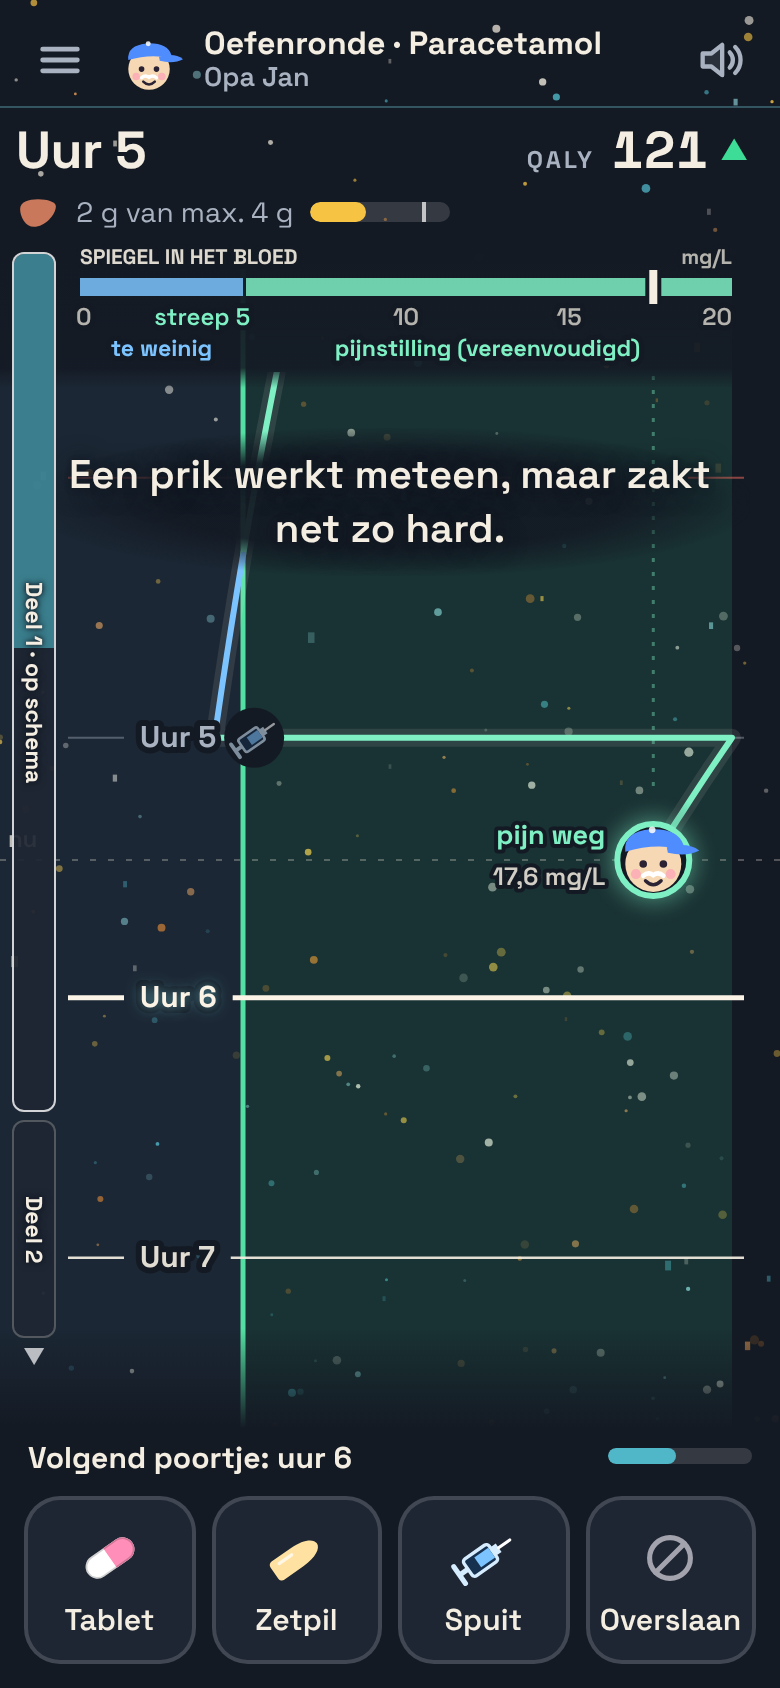 Oefenronde · Paracetamol
Opa Jan
Uur 5
QALY 121
2 g van max. 4 g
SPIEGEL IN HET BLOED mg/L
0 streep 5 10 15 20
te weinig pijnstilling (vereenvoudigd)
Een prik werkt meteen, maar zakt
net zo hard.
Deel 1 · op schema
Uur 5
nu
pijn weg
17,6 mg/L
Uur 6
Deel 2
Uur 7
Volgend poortje: uur 6
Tablet
Zetpil
Spuit
Overslaan